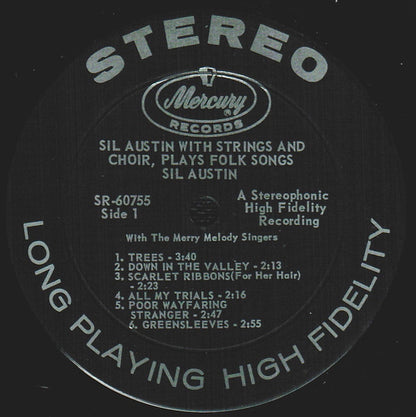 STEREO
Mercury
RECORDS
SIL AUSTIN WITH STRINGS AND
CHOIR, PLAYS FOLK SONGS
SIL AUSTIN
SR-60755
Side 1
A Stereophonic
High Fidelity
Recording
With The Merry Melody Singers
1. TREES - 3:40
2. DOWN IN THE VALLEY - 2:13
3. SCARLET RIBBONS(For Her Hair)
- 2:23
4. ALL MY TRIALS - 2:16
5. POOR WAYFARING
STRANGER - 2:47
6. GREENSLEEVES - 2:55
LONG PLAYING HIGH FIDELITY